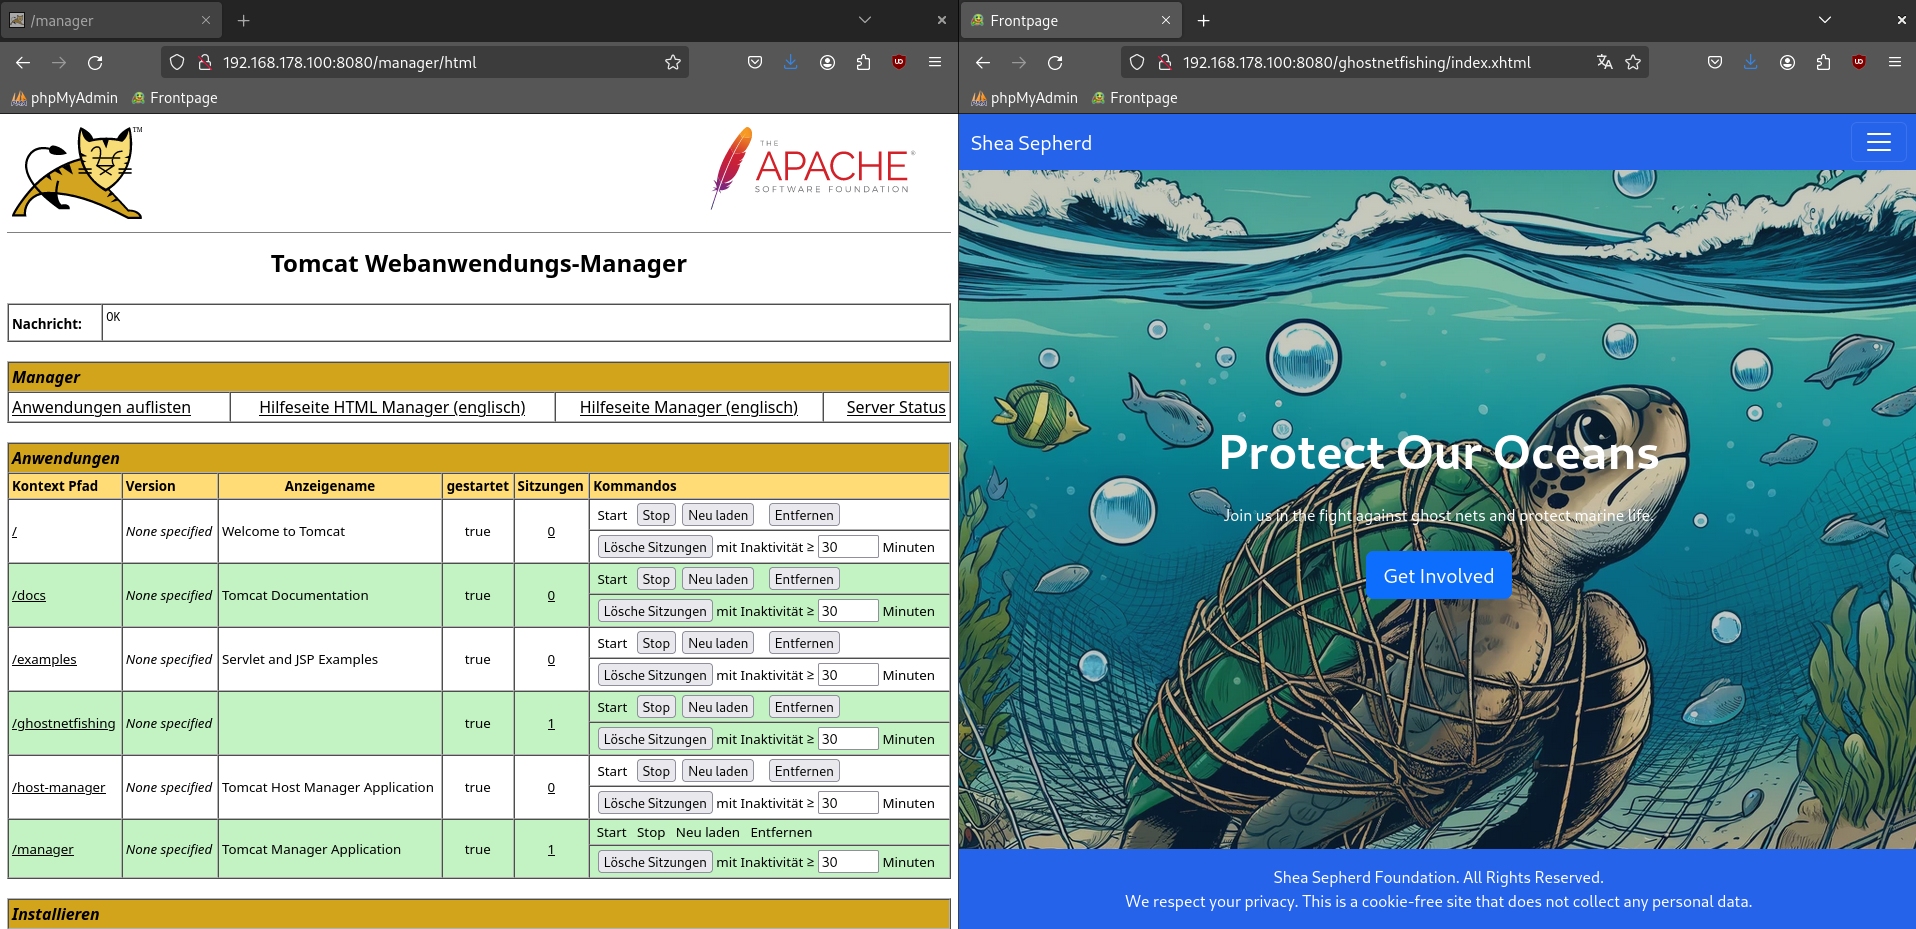 /manager
192.168.178.100:8080/manager/html
phpMyAdmin Frontpage
TM
THE
APACHE®
SOFTWARE FOUNDATION
Tomcat Webanwendungs-Manager
Nachricht: OK
Manager
Anwendungen auflisten Hilfeseite HTML Manager (englisch) Hilfeseite Manager (englisch) Server Status
Anwendungen
Kontext Pfad Version Anzeigename gestartet Sitzungen Kommandos
/ None specified Welcome to Tomcat true 0 Start Stop Neu laden Entfernen
Lösche Sitzungen mit Inaktivität ≥ 30 Minuten
/docs None specified Tomcat Documentation true 0 Start Stop Neu laden Entfernen
Lösche Sitzungen mit Inaktivität ≥ 30 Minuten
/examples None specified Servlet and JSP Examples true 0 Start Stop Neu laden Entfernen
Lösche Sitzungen mit Inaktivität ≥ 30 Minuten
/ghostnetfishing None specified true 1 Start Stop Neu laden Entfernen
Lösche Sitzungen mit Inaktivität ≥ 30 Minuten
/host-manager None specified Tomcat Host Manager Application true 0 Start Stop Neu laden Entfernen
Lösche Sitzungen mit Inaktivität ≥ 30 Minuten
/manager None specified Tomcat Manager Application true 1 Start Stop Neu laden Entfernen
Lösche Sitzungen mit Inaktivität ≥ 30 Minuten
Installieren
Frontpage
192.168.178.100:8080/ghostnetfishing/index.xhtml
phpMyAdmin Frontpage
Shea Sepherd
Protect Our Oceans
Join us in the fight against ghost nets and protect marine life.
Get Involved
Shea Sepherd Foundation. All Rights Reserved.
We respect your privacy. This is a cookie-free site that does not collect any personal data.